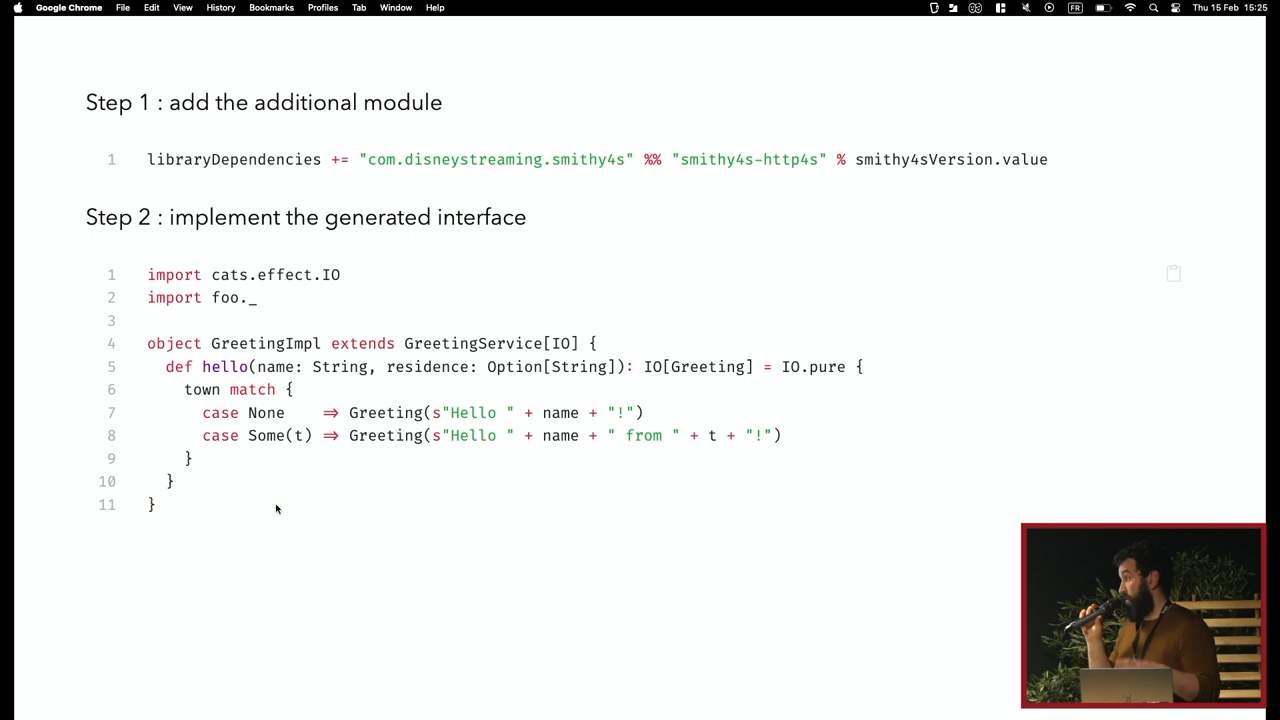 Google Chrome File Edit View History Bookmarks Profiles Tab Window Help FR Thu 15 Feb 15:25
Step 1 : add the additional module
1 libraryDependencies += "com.disneystreaming.smithy4s" %% "smithy4s-http4s" % smithy4sVersion.value
Step 2 : implement the generated interface
1 import cats.effect.IO
2 import foo._
3
4 object GreetingImpl extends GreetingService[IO] {
5 def hello(name: String, residence: Option[String]): IO[Greeting] = IO.pure {
6 town match {
7 case None => Greeting(s"Hello " + name + "!")
8 case Some(t) => Greeting(s"Hello " + name + " from " + t + "!")
9 }
10 }
11 }